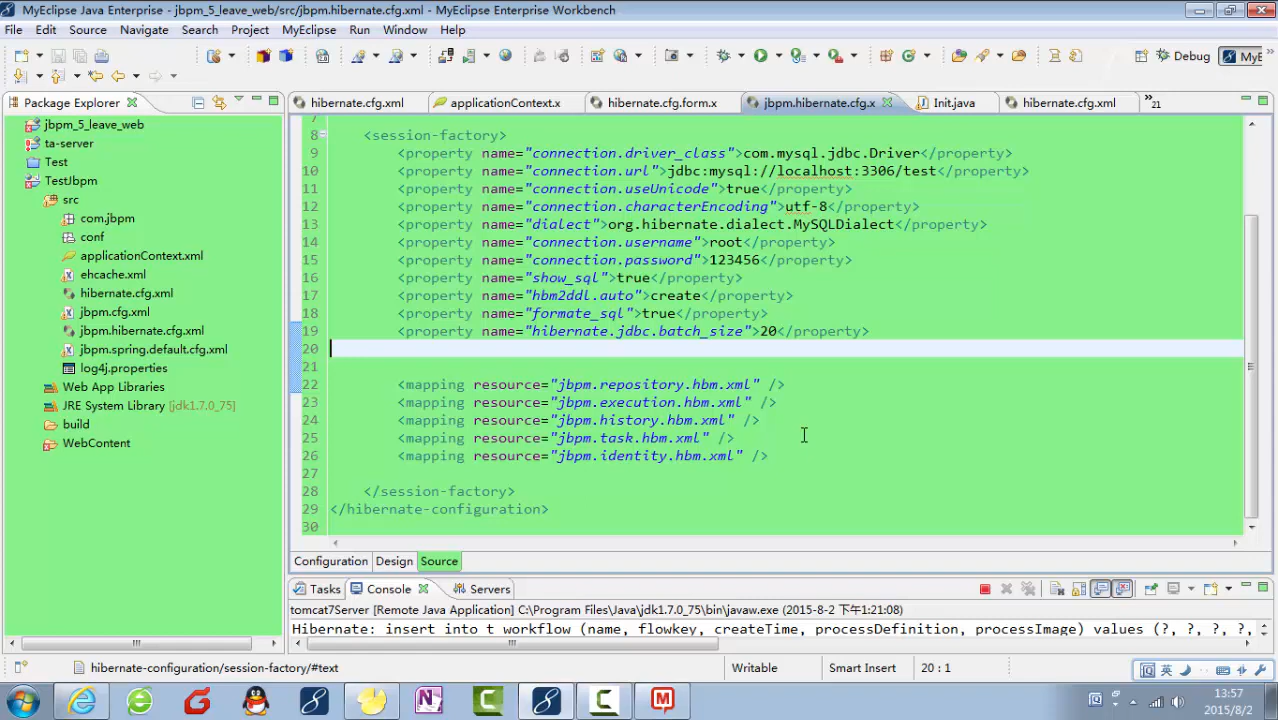 MyEclipse Java Enterprise - jbpm_5_leave_web/src/jbpm.hibernate.cfg.xml - MyEclipse Enterprise Workbench
File Edit Source Navigate Search Project MyEclipse Run Window Help
Debug MyE
Package Explorer
jbpm_5_leave_web
ta-server
Test
TestJbpm
src
com.jbpm
conf
applicationContext.xml
ehcache.xml
hibernate.cfg.xml
jbpm.cfg.xml
jbpm.hibernate.cfg.xml
jbpm.spring.default.cfg.xml
log4j.properties
Web App Libraries
JRE System Library [jdk1.7.0_75]
build
WebContent
hibernate.cfg.xml applicationContext.x hibernate.cfg.form.x jbpm.hibernate.cfg.x Init.java hibernate.cfg.xml »21
7
8 <session-factory>
9 <property name="connection.driver_class">com.mysql.jdbc.Driver</property>
10 <property name="connection.url">jdbc:mysql://localhost:3306/test</property>
11 <property name="connection.useUnicode">true</property>
12 <property name="connection.characterEncoding">utf-8</property>
13 <property name="dialect">org.hibernate.dialect.MySQLDialect</property>
14 <property name="connection.username">root</property>
15 <property name="connection.password">123456</property>
16 <property name="show_sql">true</property>
17 <property name="hbm2ddl.auto">create</property>
18 <property name="formate_sql">true</property>
19 <property name="hibernate.jdbc.batch_size">20</property>
20
21
22 <mapping resource="jbpm.repository.hbm.xml" />
23 <mapping resource="jbpm.execution.hbm.xml" />
24 <mapping resource="jbpm.history.hbm.xml" />
25 <mapping resource="jbpm.task.hbm.xml" />
26 <mapping resource="jbpm.identity.hbm.xml" />
27
28 </session-factory>
29 </hibernate-configuration>
30
Configuration Design Source
Tasks Console Servers
tomcat7Server [Remote Java Application] C:\Program Files\Java\jdk1.7.0_75\bin\javaw.exe (2015-8-2 下午1:21:08)
Hibernate: insert into t workflow (name, flowkey, createTime, processDefinition, processImage) values (?, ?, ?, ?,
hibernate-configuration/session-factory/#text Writable Smart Insert 20 : 1
英
13:57
2015/8/2